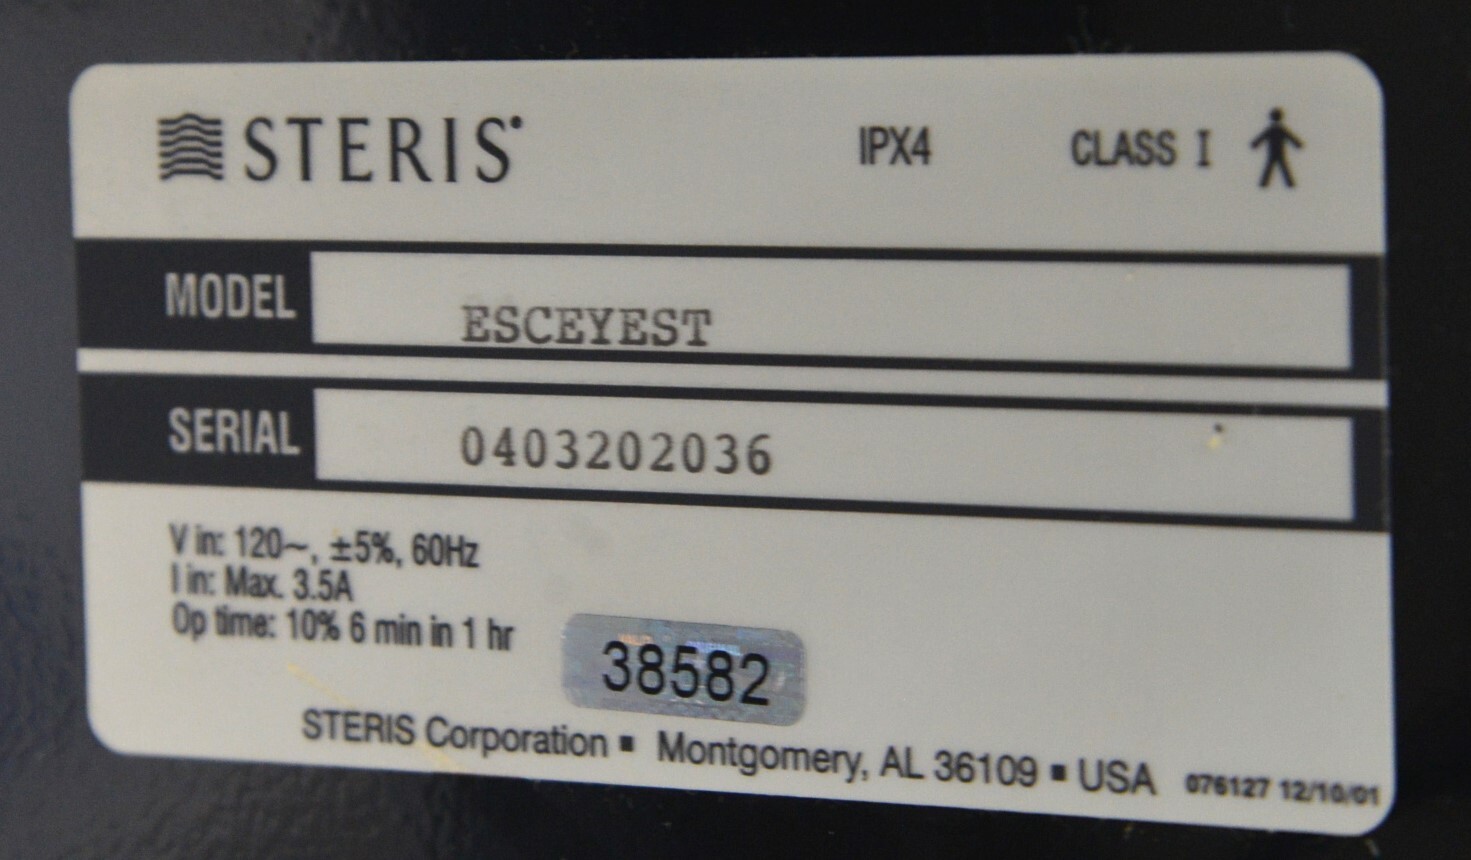 STERIS IPX4 CLASS I
MODEL ESCEYEST
SERIAL 0403202036
V in: 120~, ±5%, 60Hz
I in: Max. 3.5A
Op time: 10% 6 min in 1 hr
38582
STERIS Corporation ▪ Montgomery, AL 36109 ▪ USA 076127 12/10/01